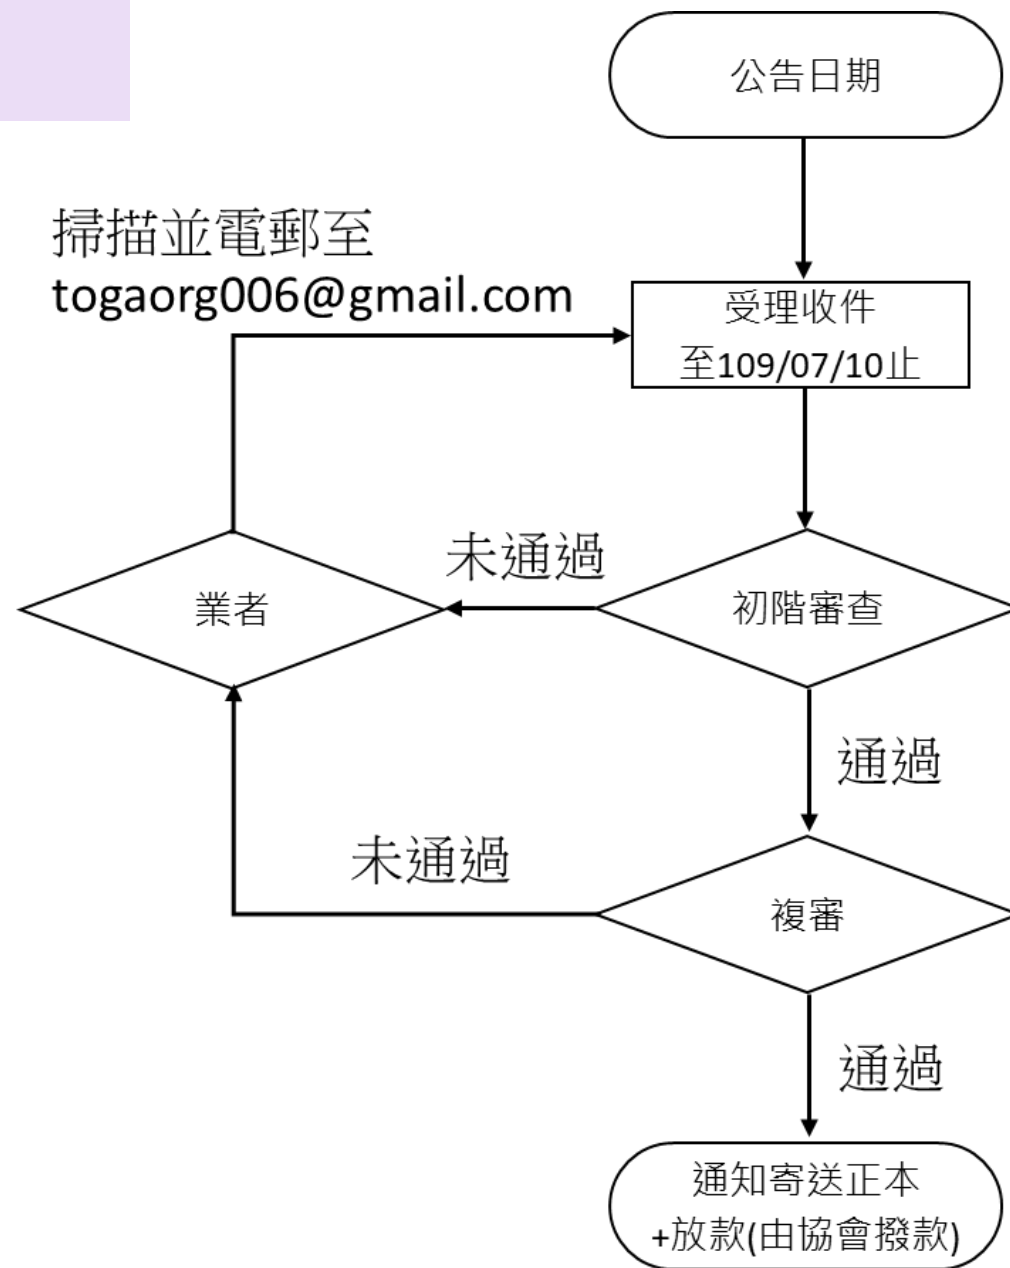 公告日期
掃描並電郵至
togaorg006@gmail.com
受理收件
至109/07/10止
未通過
業者
初階審查
通過
未通過
複審
通過
通知寄送正本
+放款(由協會撥款)